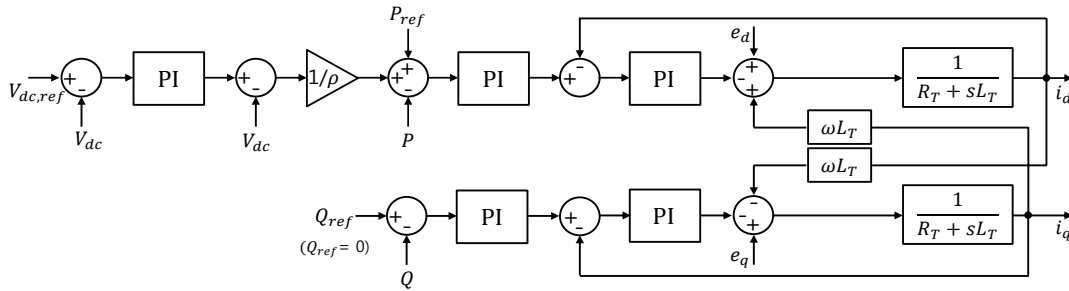 P_ref
e_d
PI
1/ρ
PI
PI
1
R_T + sL_T
V_dc,ref
i_d
V_dc
V_dc
P
ωL_T
ωL_T
Q_ref
(Q_ref = 0)
PI
PI
1
R_T + sL_T
i_q
Q
e_q